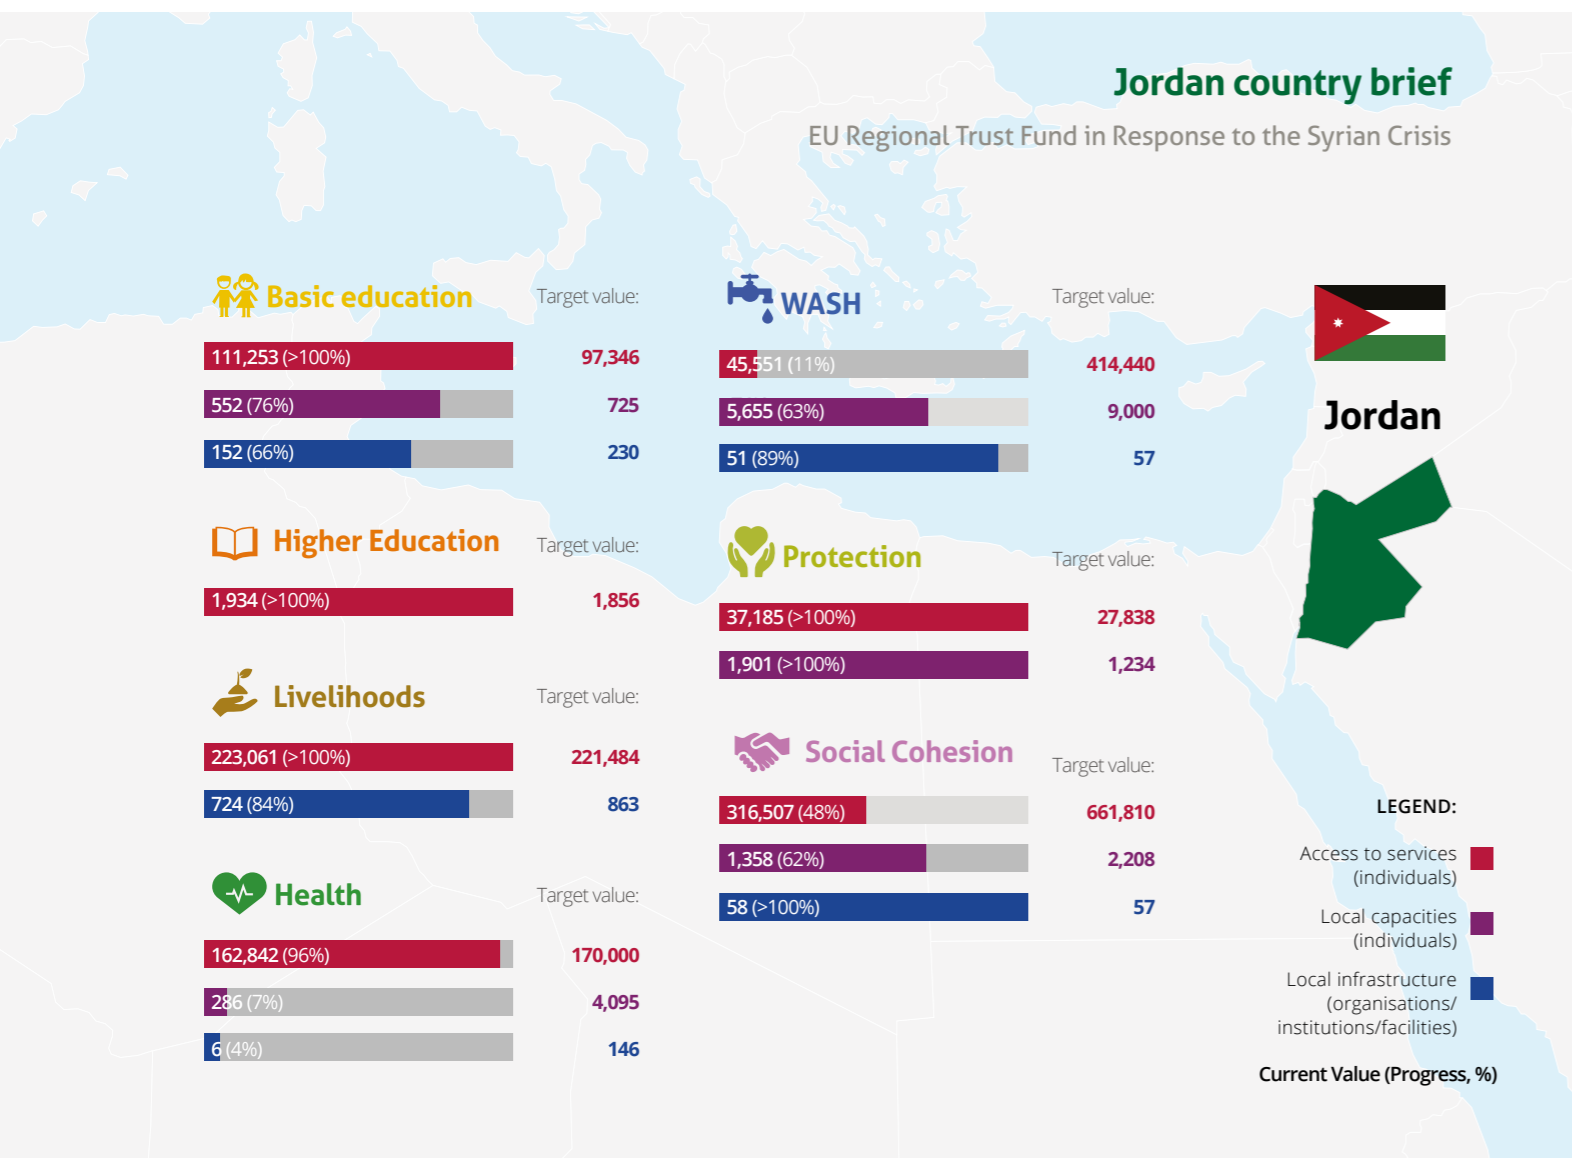 Jordan country brief
EU Regional Trust Fund in Response to the Syrian Crisis
Basic education
Target value:
111,253 (>100%)
97,346
552 (76%)
725
152 (66%)
230
Higher Education
Target value:
1,934 (>100%)
1,856
Livelihoods
Target value:
223,061 (>100%)
221,484
724 (84%)
863
Health
Target value:
162,842 (96%)
170,000
286 (7%)
4,095
6 (4%)
146
WASH
Target value:
45,551 (11%)
414,440
5,655 (63%)
9,000
51 (89%)
57
Protection
Target value:
37,185 (>100%)
27,838
1,901 (>100%)
1,234
Social Cohesion
Target value:
316,507 (48%)
661,810
1,358 (62%)
2,208
58 (>100%)
57
Jordan
LEGEND:
Access to services
(individuals)
Local capacities
(individuals)
Local infrastructure
(organisations/
institutions/facilities)
Current Value (Progress, %)